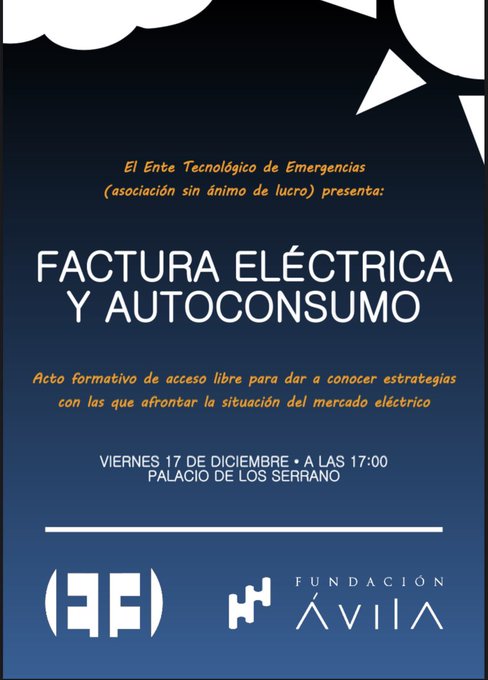 El Ente Tecnológico de Emergencias
(asociación sin ánimo de lucro) presenta:
FACTURA ELÉCTRICA
Y AUTOCONSUMO
Acto formativo de acceso libre para dar a conocer estrategias
con las que afrontar la situación del mercado eléctrico
VIERNES 17 DE DICIEMBRE • A LAS 17:00
PALACIO DE LOS SERRANO
FUNDACIÓN
ÁVILA